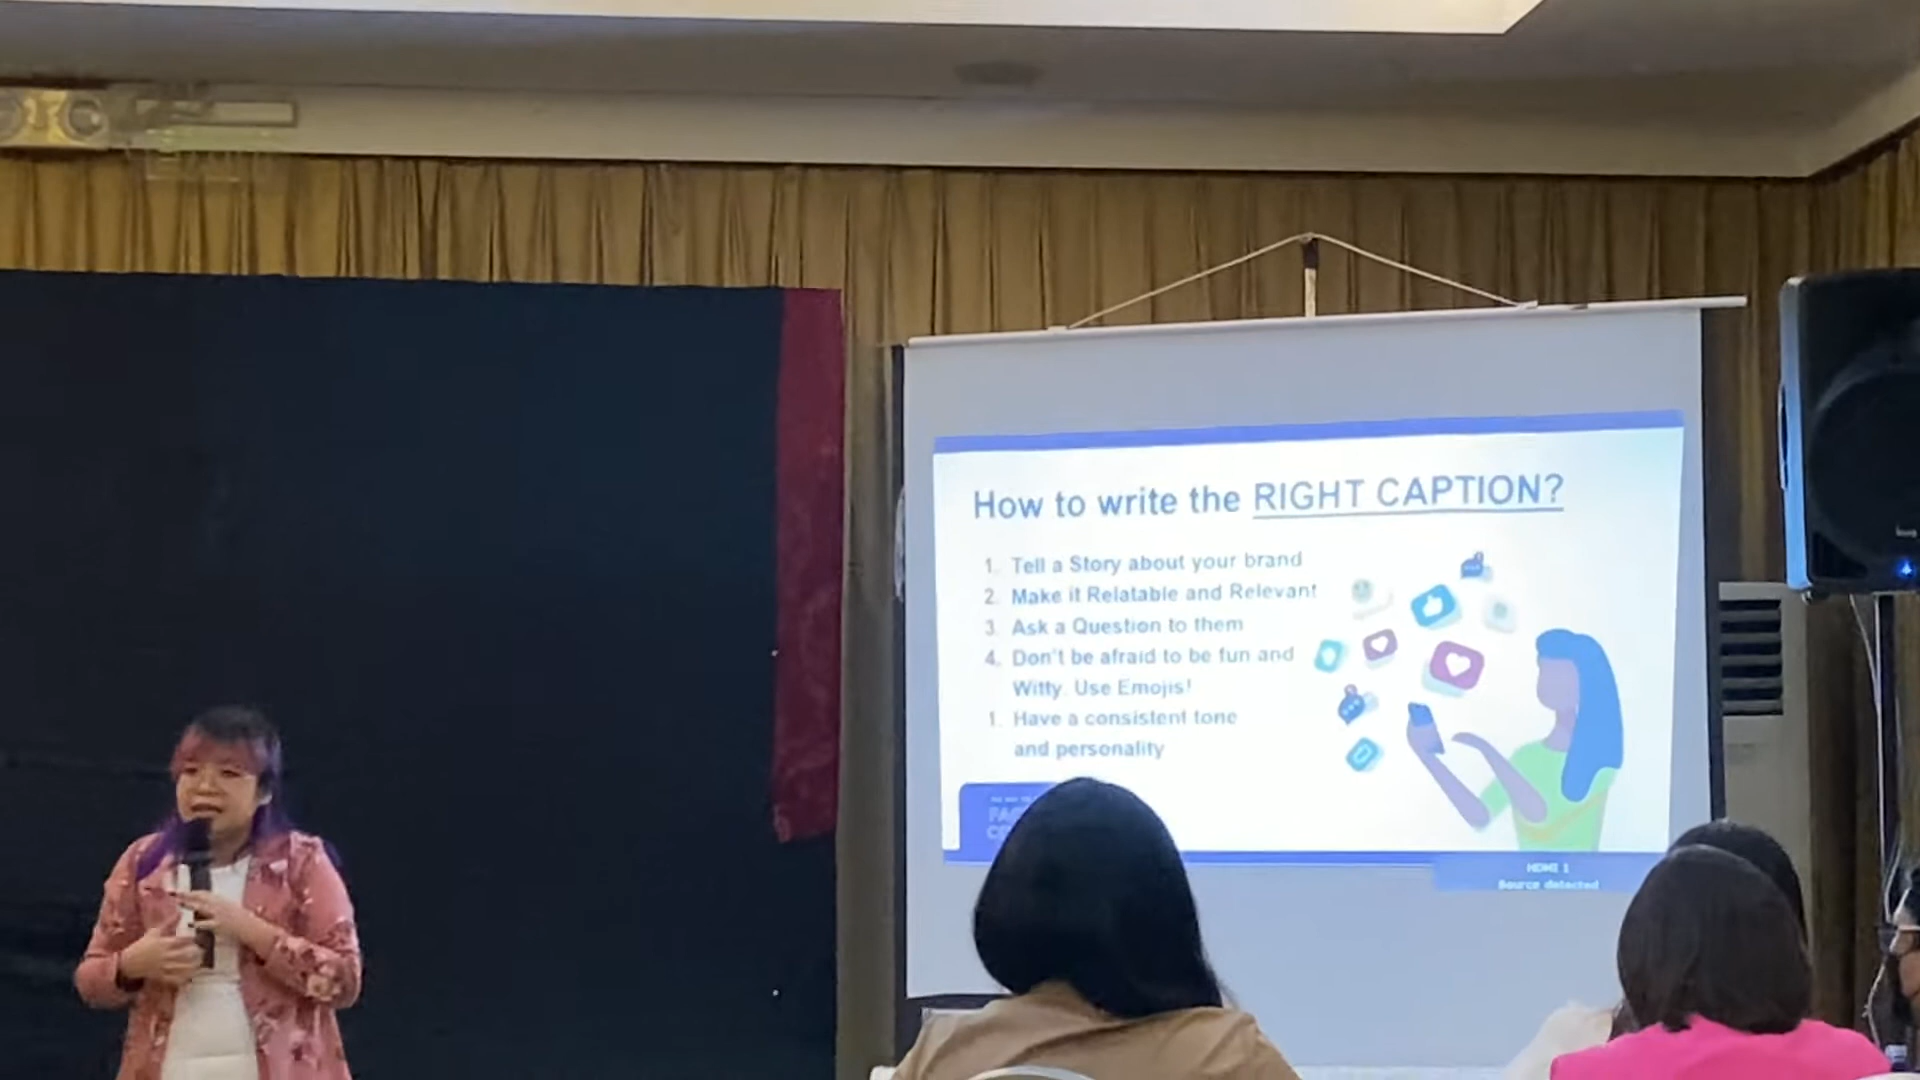 How to write the RIGHT CAPTION?
1. Tell a Story about your brand
2. Make it Relatable and Relevant
3. Ask a Question to them
4. Don't be afraid to be fun and
Witty. Use Emojis!
1. Have a consistent tone
and personality
HDMI 1
Source detected